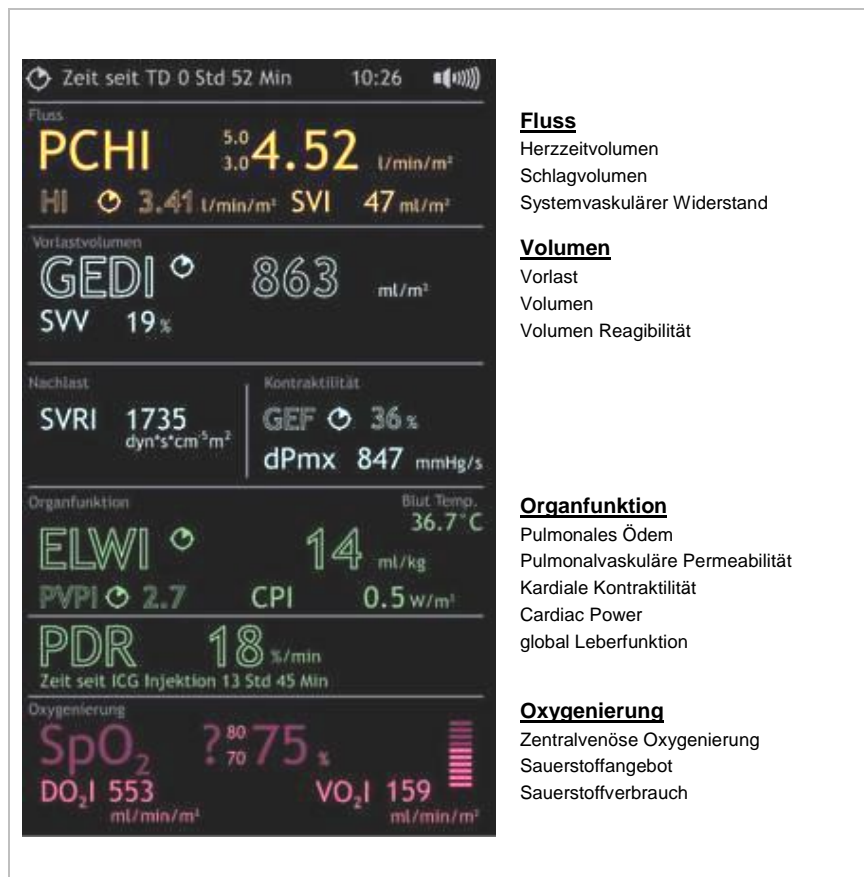 Zeit seit TD 0 Std 52 Min 10:26
Fluss
PCHI 5.0 3.0 4.52 l/min/m²
HI 3.41 l/min/m² SVI 47 ml/m²
Vorlastvolumen
GEDI 863 ml/m²
SVV 19 %
Nachlast Kontraktilität
SVRI 1735 dyn*s*cm⁻⁵m²
GEF 36 %
dPmx 847 mmHg/s
Organfunktion Blut Temp.
36.7°C
ELWI 14 ml/kg
PVPI 2.7 CPI 0.5 W/m²
PDR 18 %/min
Zeit seit ICG Injektion 13 Std 45 Min
Oxygenierung
SpO₂ ? 80 70 75 %
DO₂I 553 VO₂I 159
ml/min/m² ml/min/m²
Fluss
Herzzeitvolumen
Schlagvolumen
Systemvaskulärer Widerstand
Volumen
Vorlast
Volumen
Volumen Reagibilität
Organfunktion
Pulmonales Ödem
Pulmonalvaskuläre Permeabilität
Kardiale Kontraktilität
Cardiac Power
global Leberfunktion
Oxygenierung
Zentralvenöse Oxygenierung
Sauerstoffangebot
Sauerstoffverbrauch